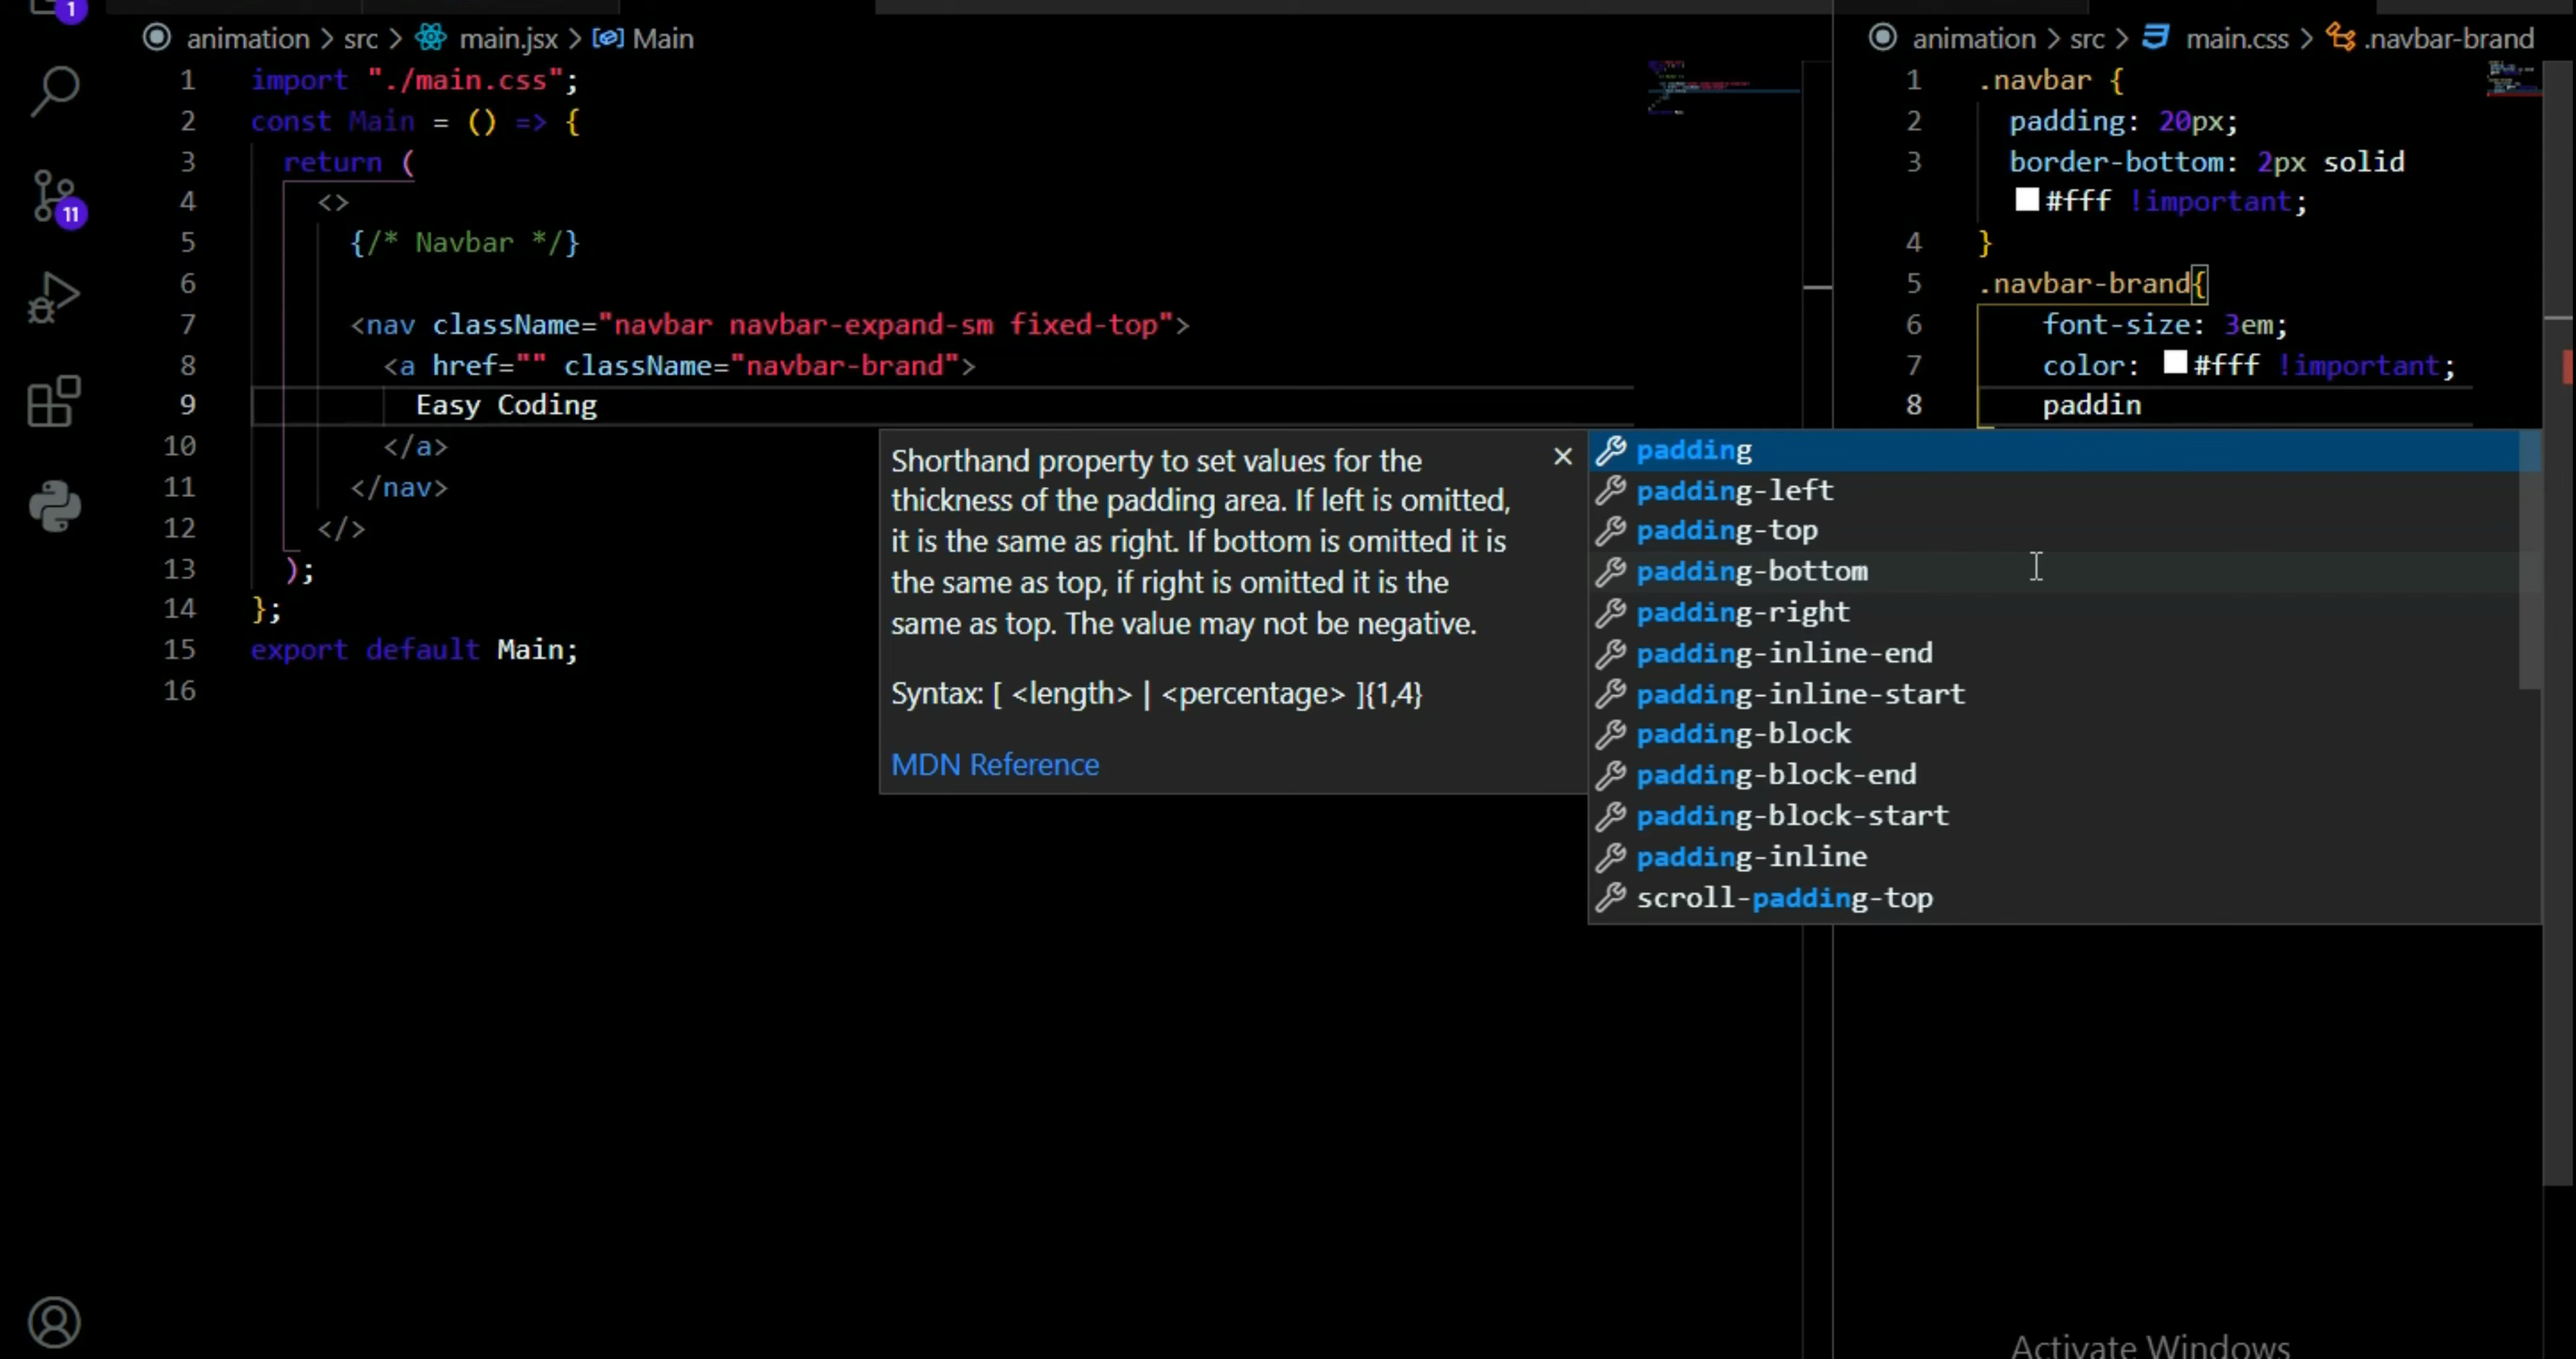 1
animation > src > main.jsx > Main
1 import "./main.css";
2 const Main = () => {
3 return (
4 <>
5 {/* Navbar */}
6
7 <nav className="navbar navbar-expand-sm fixed-top">
8 <a href="" className="navbar-brand">
9 Easy Coding
10 </a>
11 </nav>
12 </>
13 );
14 };
15 export default Main;
16
11
animation > src > main.css > .navbar-brand
1 .navbar {
2 padding: 20px;
3 border-bottom: 2px solid
#fff !important;
4 }
5 .navbar-brand{
6 font-size: 3em;
7 color: #fff !important;
8 paddin
Shorthand property to set values for the
thickness of the padding area. If left is omitted,
it is the same as right. If bottom is omitted it is
the same as top, if right is omitted it is the
same as top. The value may not be negative.
Syntax: [ <length> | <percentage> ]{1,4}
MDN Reference
padding
padding-left
padding-top
padding-bottom
padding-right
padding-inline-end
padding-inline-start
padding-block
padding-block-end
padding-block-start
padding-inline
scroll-padding-top
Activate Windows